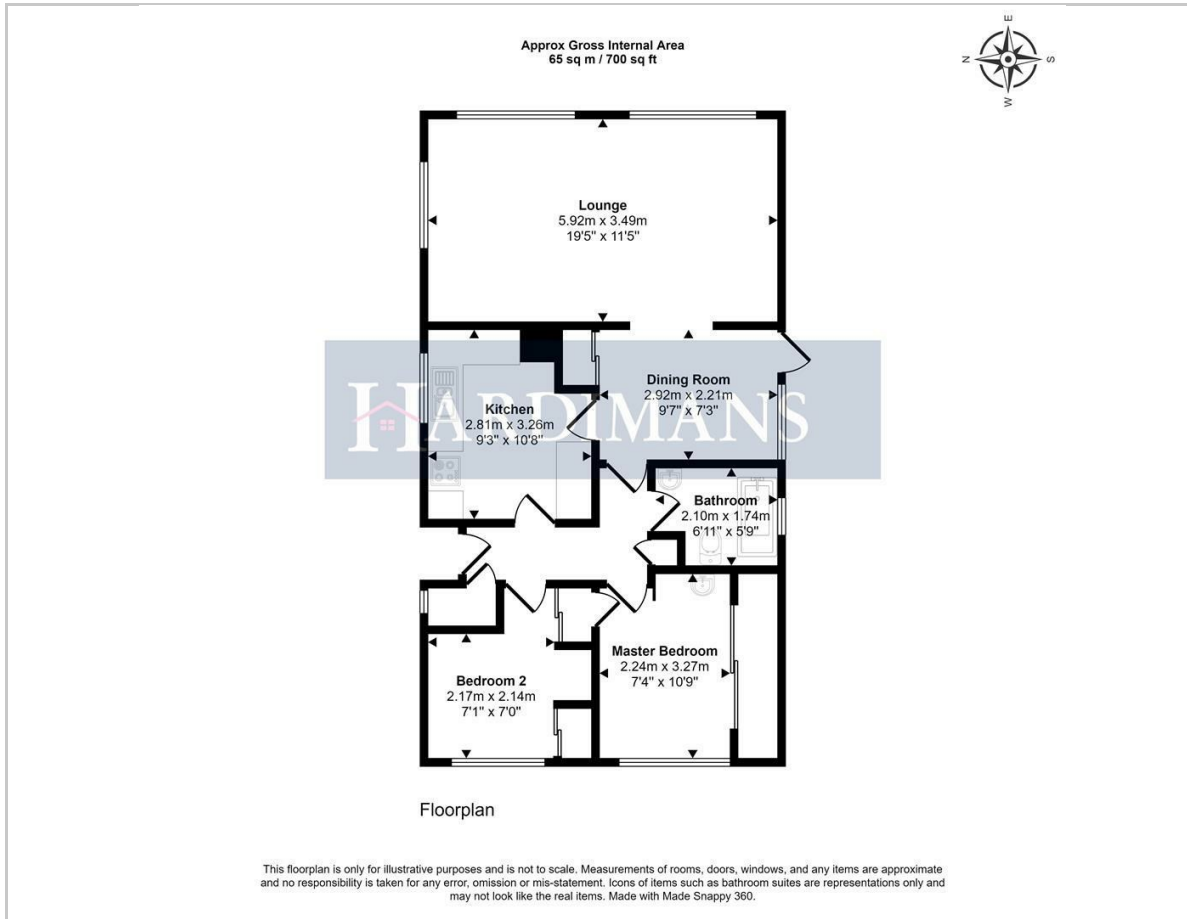 Approx Gross Internal Area
65 sq m / 700 sq ft
E
N
S
W
Lounge
5.92m x 3.49m
19'5" x 11'5"
Dining Room
2.92m x 2.21m
9'7" x 7'3"
Kitchen
2.81m x 3.26m
9'3" x 10'8"
HARDIMANS
Bathroom
2.10m x 1.74m
6'11" x 5'9"
Master Bedroom
2.24m x 3.27m
7'4" x 10'9"
Bedroom 2
2.17m x 2.14m
7'1" x 7'0"
Floorplan
This floorplan is only for illustrative purposes and is not to scale. Measurements of rooms, doors, windows, and any items are approximate
and no responsibility is taken for any error, omission or mis-statement. Icons of items such as bathroom suites are representations only and
may not look like the real items. Made with Made Snappy 360.